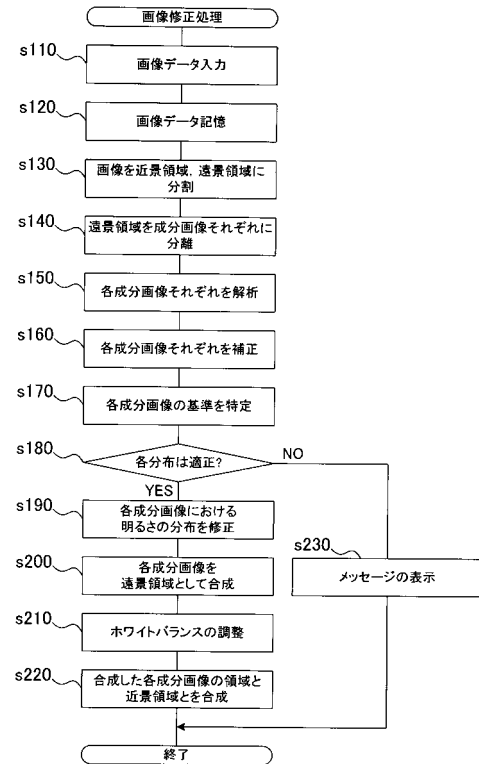 画像修正処理
s110
画像データ入力
s120
画像データ記憶
s130
画像を近景領域, 遠景領域に
分割
s140
遠景領域を成分画像それぞれに
分離
s150
各成分画像それぞれを解析
s160
各成分画像それぞれを補正
s170
各成分画像の基準を特定
s180
各分布は適正?
NO
YES
s190
各成分画像における
明るさの分布を修正
s230
メッセージの表示
s200
各成分画像を
遠景領域として合成
s210
ホワイトバランスの調整
s220
合成した各成分画像の領域と
近景領域とを合成
終了